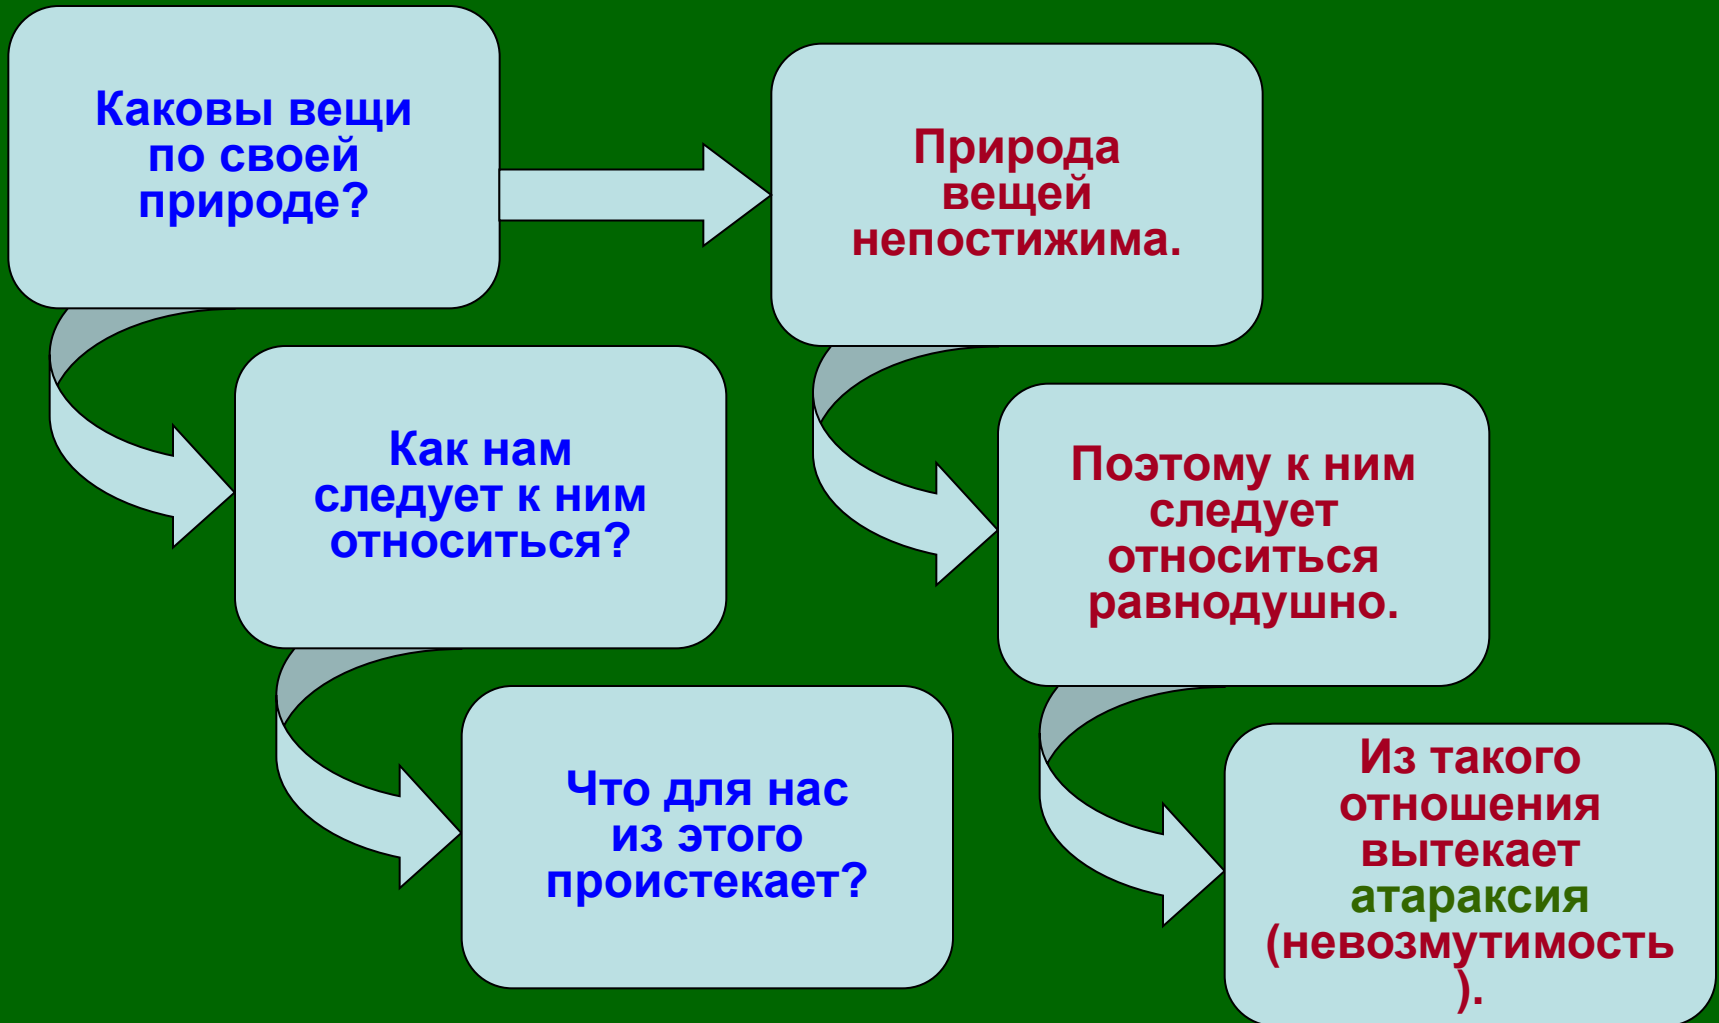 Каковы вещи
по своей
природе?
Природа
вещей
непостижима.
Как нам
следует к ним
относиться?
Поэтому к ним
следует
относиться
равнодушно.
Что для нас
из этого
проистекает?
Из такого
отношения
вытекает
атараксия
(невозмутимость
).